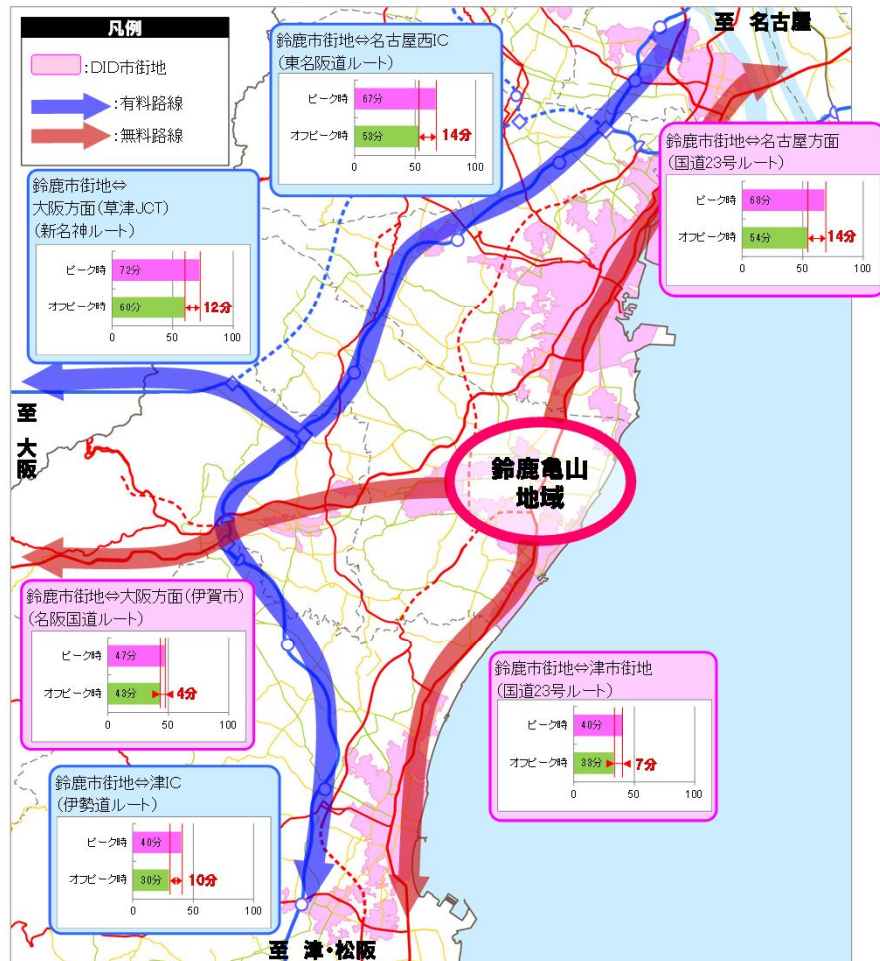 凡例
:DID市街地
:有料路線
:無料路線
至 名古屋
鈴鹿市街地⇔名古屋西IC
(東名阪道ルート)
ピーク時
67分
オフピーク時
53分
14分
0
50
100
鈴鹿市街地⇔名古屋方面
(国道23号ルート)
ピーク時
68分
オフピーク時
54分
14分
0
50
100
鈴鹿市街地⇔
大阪方面(草津JCT)
(新名神ルート)
ピーク時
72分
オフピーク時
60分
12分
0
50
100
至 大阪
鈴鹿亀山
地域
鈴鹿市街地⇔大阪方面(伊賀市)
(名阪国道ルート)
ピーク時
47分
オフピーク時
43分
4分
0
50
100
鈴鹿市街地⇔津市街地
(国道23号ルート)
ピーク時
40分
オフピーク時
33分
7分
0
50
100
鈴鹿市街地⇔津IC
(伊勢道ルート)
ピーク時
40分
オフピーク時
30分
10分
0
50
100
至 津・松阪